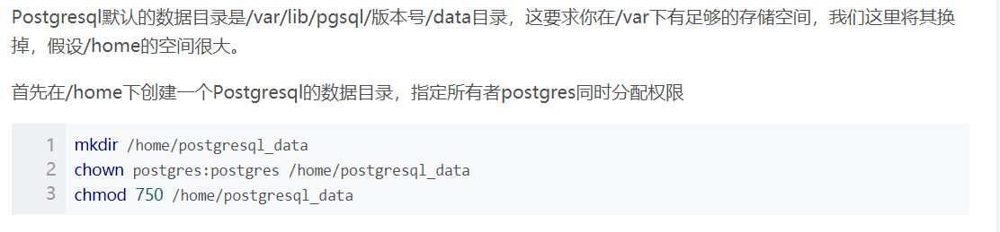 Postgresql默认的数据目录是/var/lib/pgsql/版本号/data目录，这要求你在/var下有足够的存储空间，我们这里将其换
掉，假设/home的空间很大。
首先在/home下创建一个Postgresql的数据目录，指定所有者postgres同时分配权限
1 mkdir /home/postgresql_data
2 chown postgres:postgres /home/postgresql_data
3 chmod 750 /home/postgresql_data